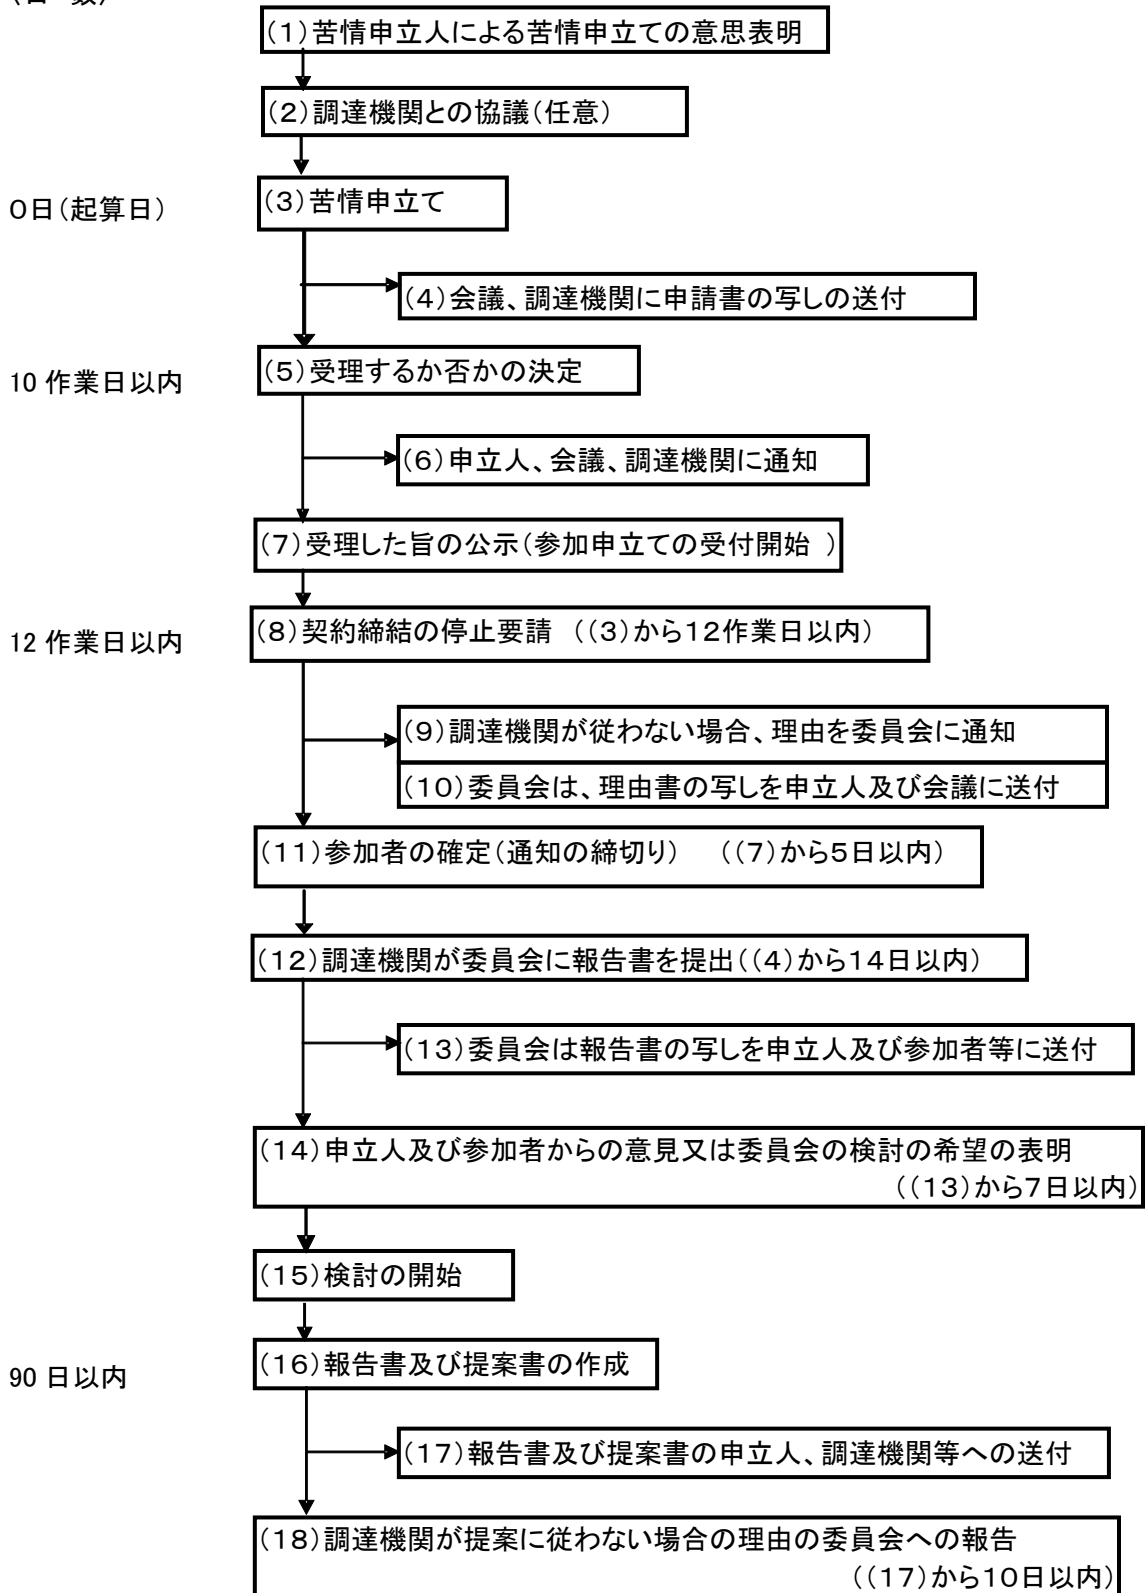 (1)苦情申立人による苦情申立ての意思表明
(2)調達機関との協議(任意)
0日(起算日)
(3)苦情申立て
(4)会議、調達機関に申請書の写しの送付
10 作業日以内
(5)受理するか否かの決定
(6)申立人、会議、調達機関に通知
(7)受理した旨の公示(参加申立ての受付開始 )
12 作業日以内
(8)契約締結の停止要請 ((3)から12作業日以内)
(9)調達機関が従わない場合、理由を委員会に通知
(10)委員会は、理由書の写しを申立人及び会議に送付
(11)参加者の確定(通知の締切り) ((7)から5日以内)
(12)調達機関が委員会に報告書を提出((4)から14日以内)
(13)委員会は報告書の写しを申立人及び参加者等に送付
(14)申立人及び参加者からの意見又は委員会の検討の希望の表明
((13)から7日以内)
(15)検討の開始
90 日以内
(16)報告書及び提案書の作成
(17)報告書及び提案書の申立人、調達機関等への送付
(18)調達機関が提案に従わない場合の理由の委員会への報告
((17)から10日以内)